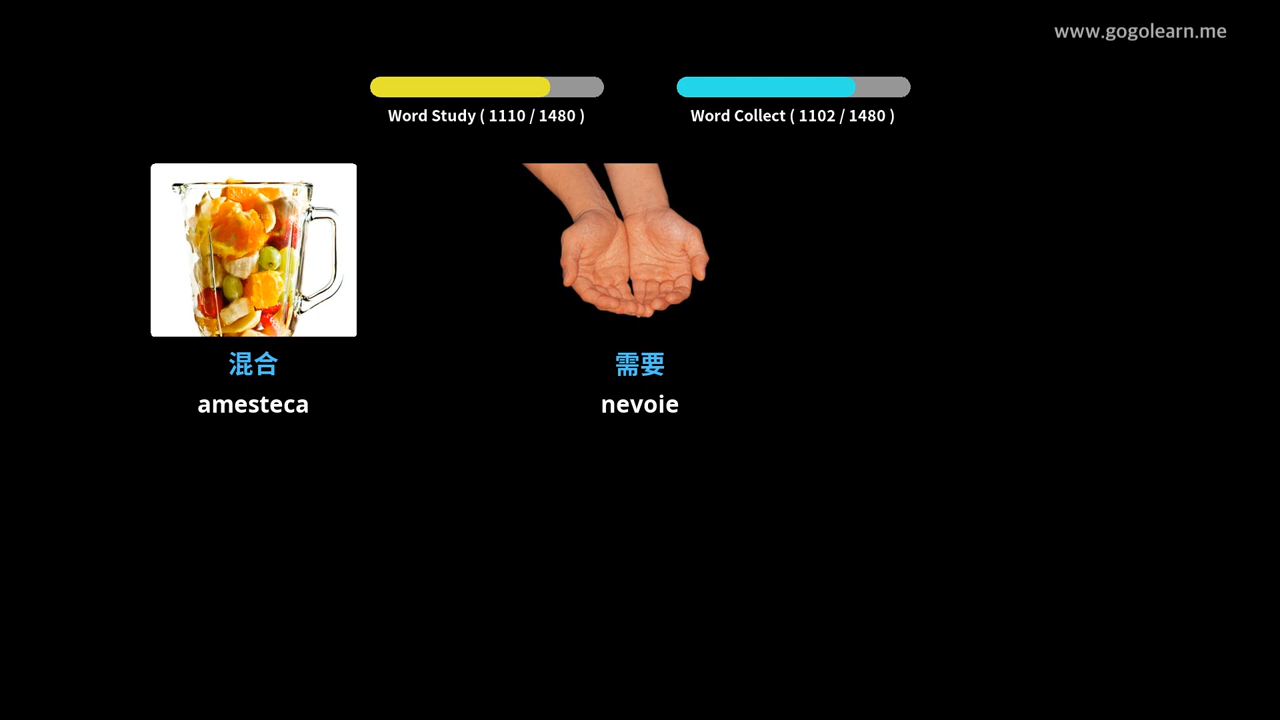 www.gogolearn.me
Word Study ( 1110 / 1480 )
Word Collect ( 1102 / 1480 )
混合
amesteca
需要
nevoie